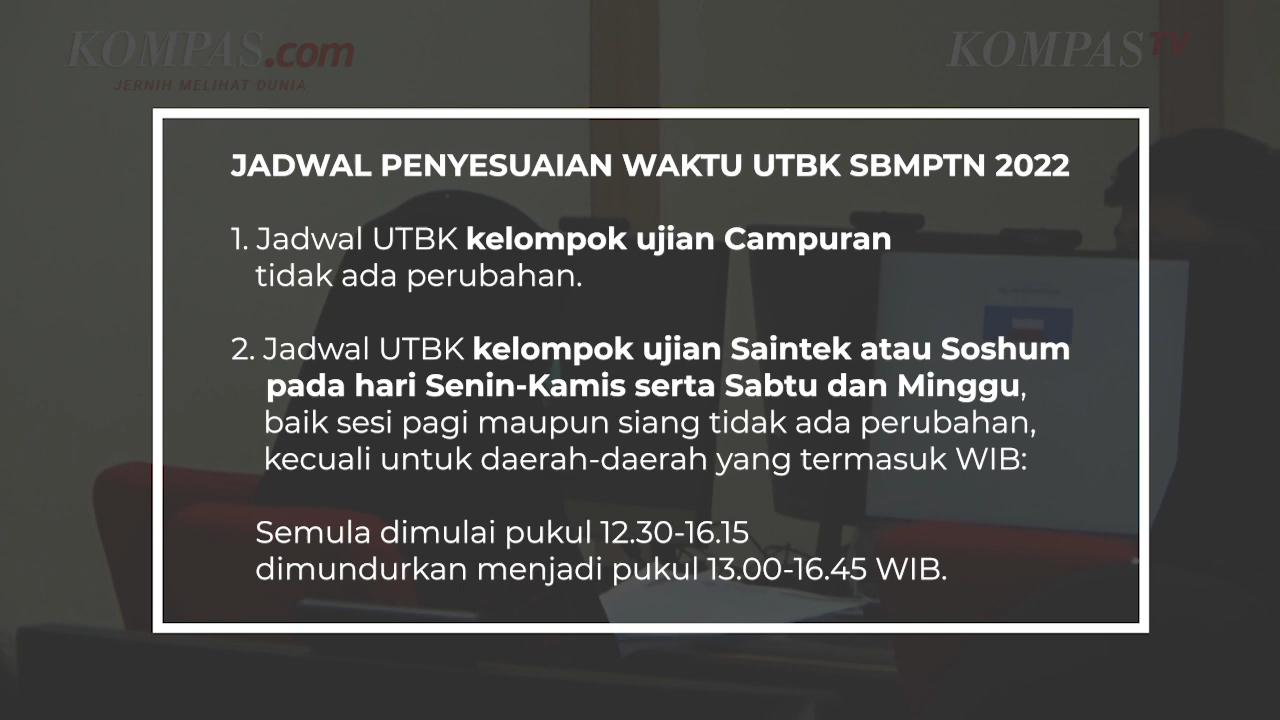 KOMPAS.com
JERNIH MELIHAT DUNIA
KOMPASTV
JADWAL PENYESUAIAN WAKTU UTBK SBMPTN 2022
1. Jadwal UTBK kelompok ujian Campuran
tidak ada perubahan.
2. Jadwal UTBK kelompok ujian Saintek atau Soshum
pada hari Senin-Kamis serta Sabtu dan Minggu,
baik sesi pagi maupun siang tidak ada perubahan,
kecuali untuk daerah-daerah yang termasuk WIB:
Semula dimulai pukul 12.30-16.15
dimundurkan menjadi pukul 13.00-16.45 WIB.